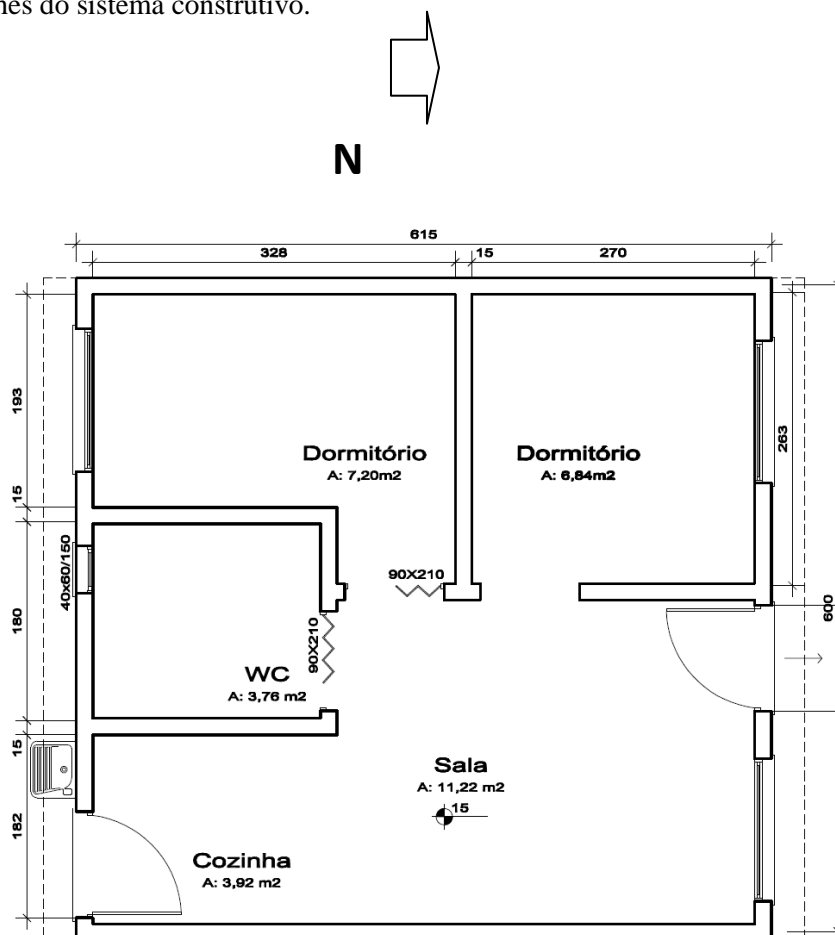 nes do sistema construtivo.
N
615
328
15
270
193
263
Dormitório
A: 7,20m2
Dormitório
A: 6,84m2
15
40x60/150
90X210
600
180
90X210
WC
A: 3,76 m2
15
Sala
A: 11,22 m2
15
182
Cozinha
A: 3,92 m2